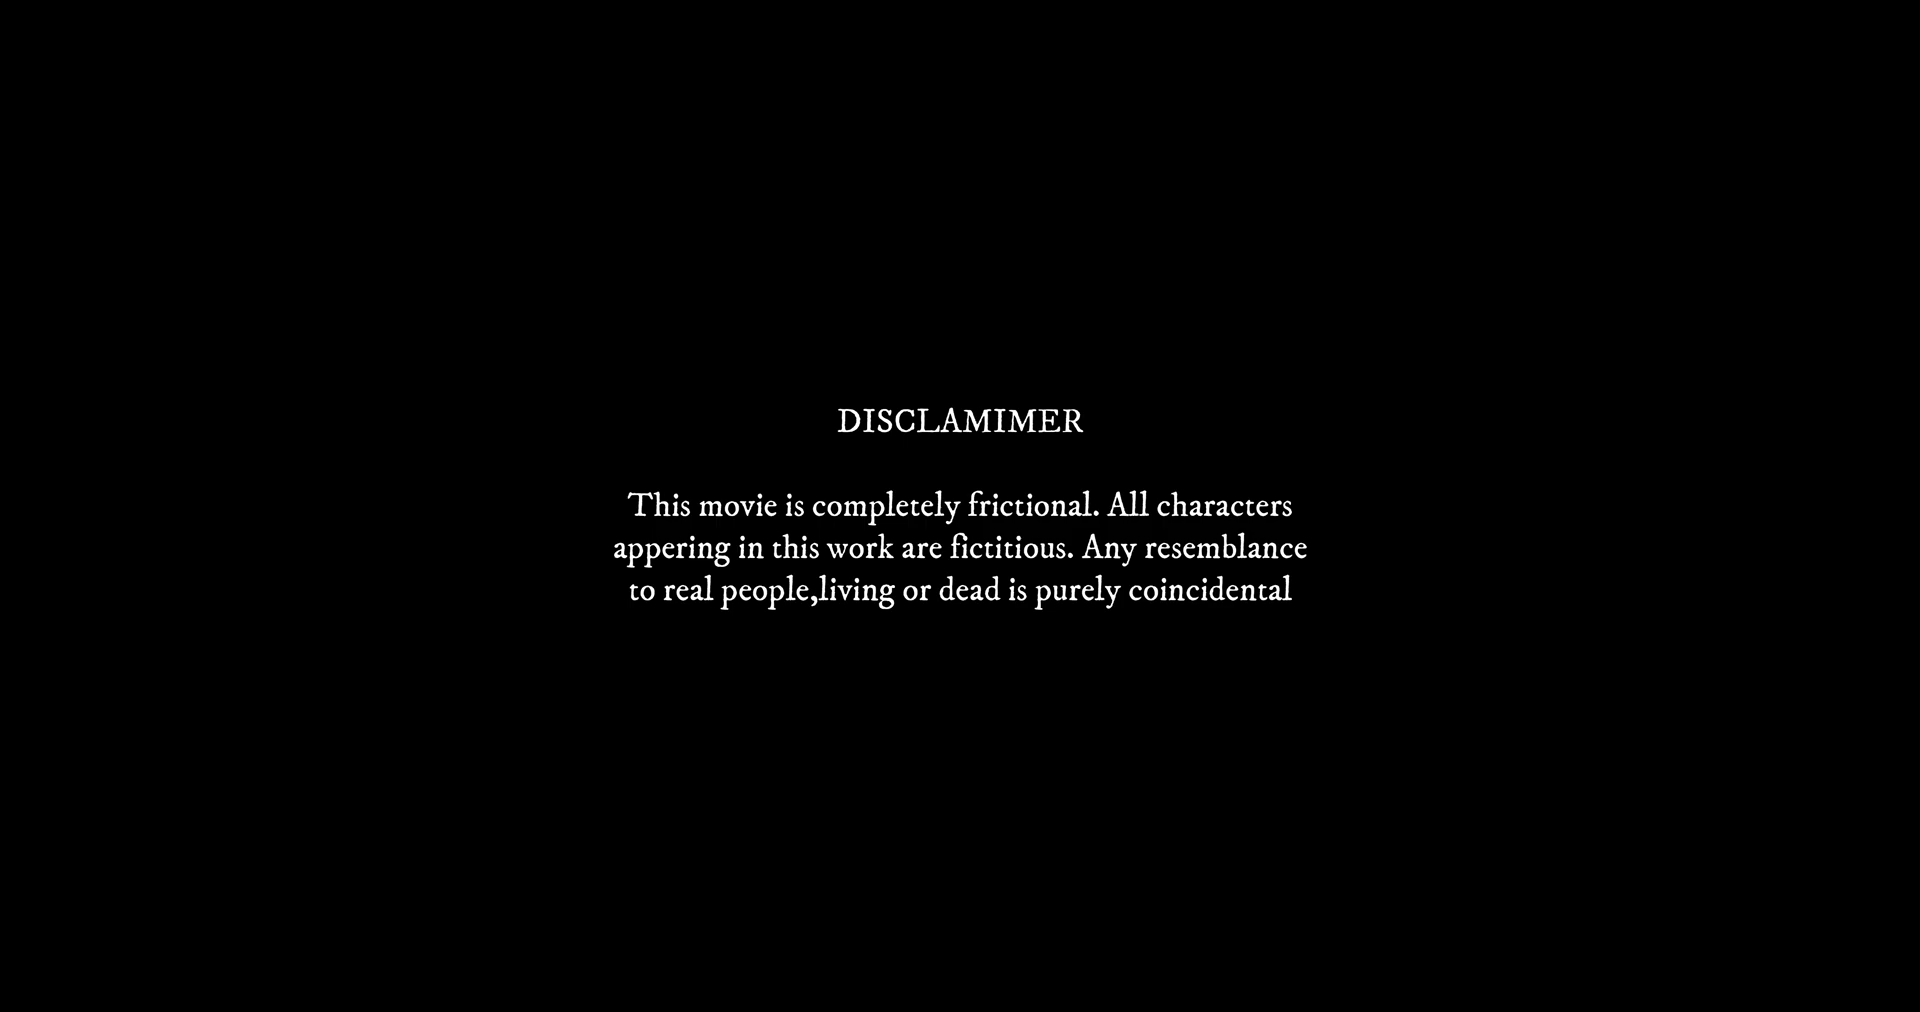 DISCLAMIMER
This movie is completely frictional. All characters
appering in this work are fictitious. Any resemblance
to real people,living or dead is purely coincidental